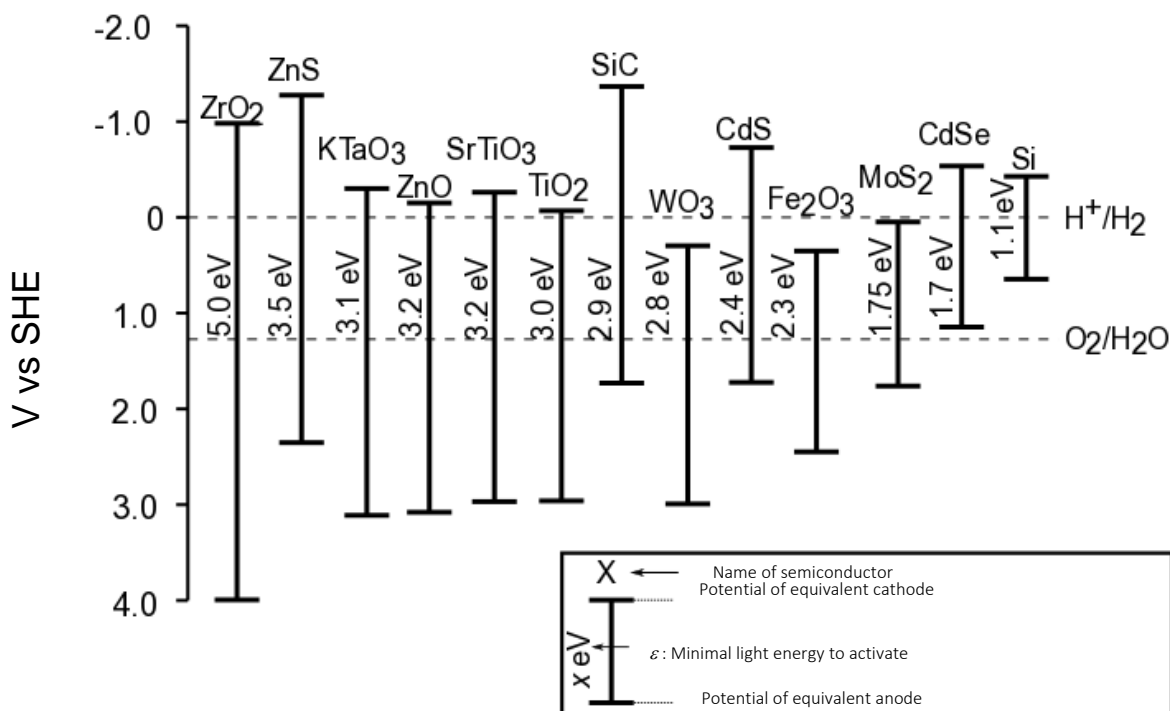 V vs SHE
-2.0
-1.0
0
1.0
2.0
3.0
4.0
ZrO2
5.0 eV
ZnS
3.5 eV
KTaO3
3.1 eV
ZnO
3.2 eV
SrTiO3
3.2 eV
TiO2
3.0 eV
SiC
2.9 eV
WO3
2.8 eV
CdS
2.4 eV
Fe2O3
2.3 eV
MoS2
1.75 eV
CdSe
1.7 eV
Si
1.1 eV
H+/H2
O2/H2O
X
Name of semiconductor
Potential of equivalent cathode
x eV
ε : Minimal light energy to activate
Potential of equivalent anode